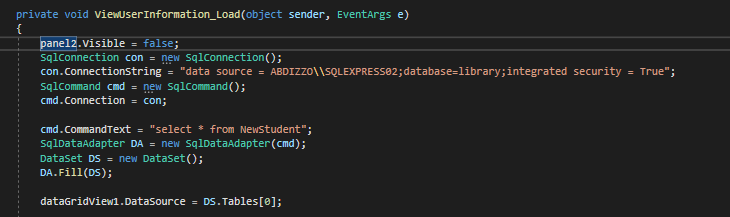 private void ViewUserInformation_Load(object sender, EventArgs e)
{
panel2.Visible = false;
SqlConnection con = new SqlConnection();
con.ConnectionString = "data source = ABDIZZO\\SQLEXPRESS02;database=library;integrated security = True";
SqlCommand cmd = new SqlCommand();
cmd.Connection = con;
cmd.CommandText = "select * from NewStudent";
SqlDataAdapter DA = new SqlDataAdapter(cmd);
DataSet DS = new DataSet();
DA.Fill(DS);
dataGridView1.DataSource = DS.Tables[0];